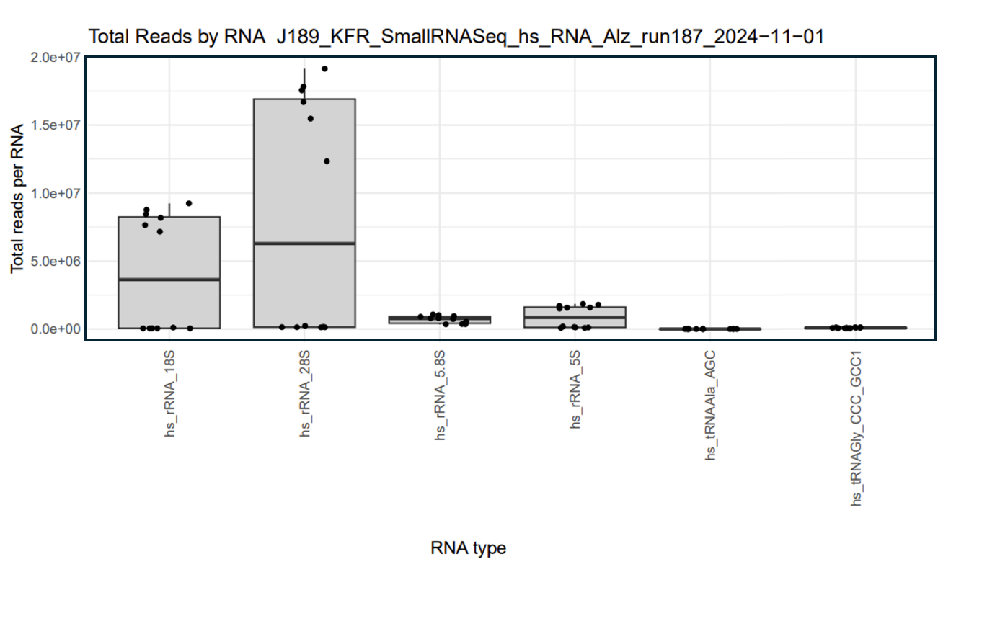 Total Reads by RNA  J189_KFR_SmallRNASeq_hs_RNA_Alz_run187_2024−11−01
Total reads per RNA
2.0e+07
1.5e+07
1.0e+07
5.0e+06
0.0e+00
hs_rRNA_18S
hs_rRNA_28S
hs_rRNA_5.8S
hs_rRNA_5S
hs_tRNAAla_AGC
hs_tRNAGly_CCC_GCC1
RNA type